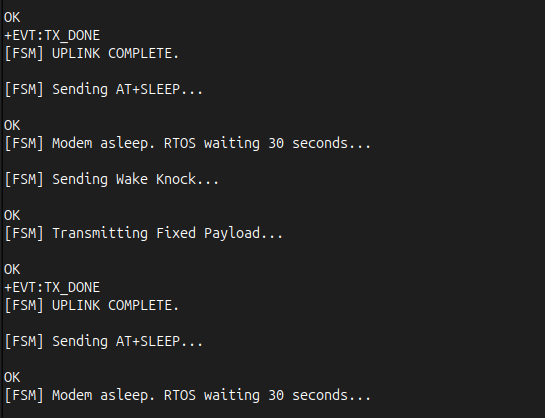 OK
+EVT:TX_DONE
[FSM] UPLINK COMPLETE.
[FSM] Sending AT+SLEEP...
OK
[FSM] Modem asleep. RTOS waiting 30 seconds...
[FSM] Sending Wake Knock...
OK
[FSM] Transmitting Fixed Payload...
OK
+EVT:TX_DONE
[FSM] UPLINK COMPLETE.
[FSM] Sending AT+SLEEP...
OK
[FSM] Modem asleep. RTOS waiting 30 seconds...